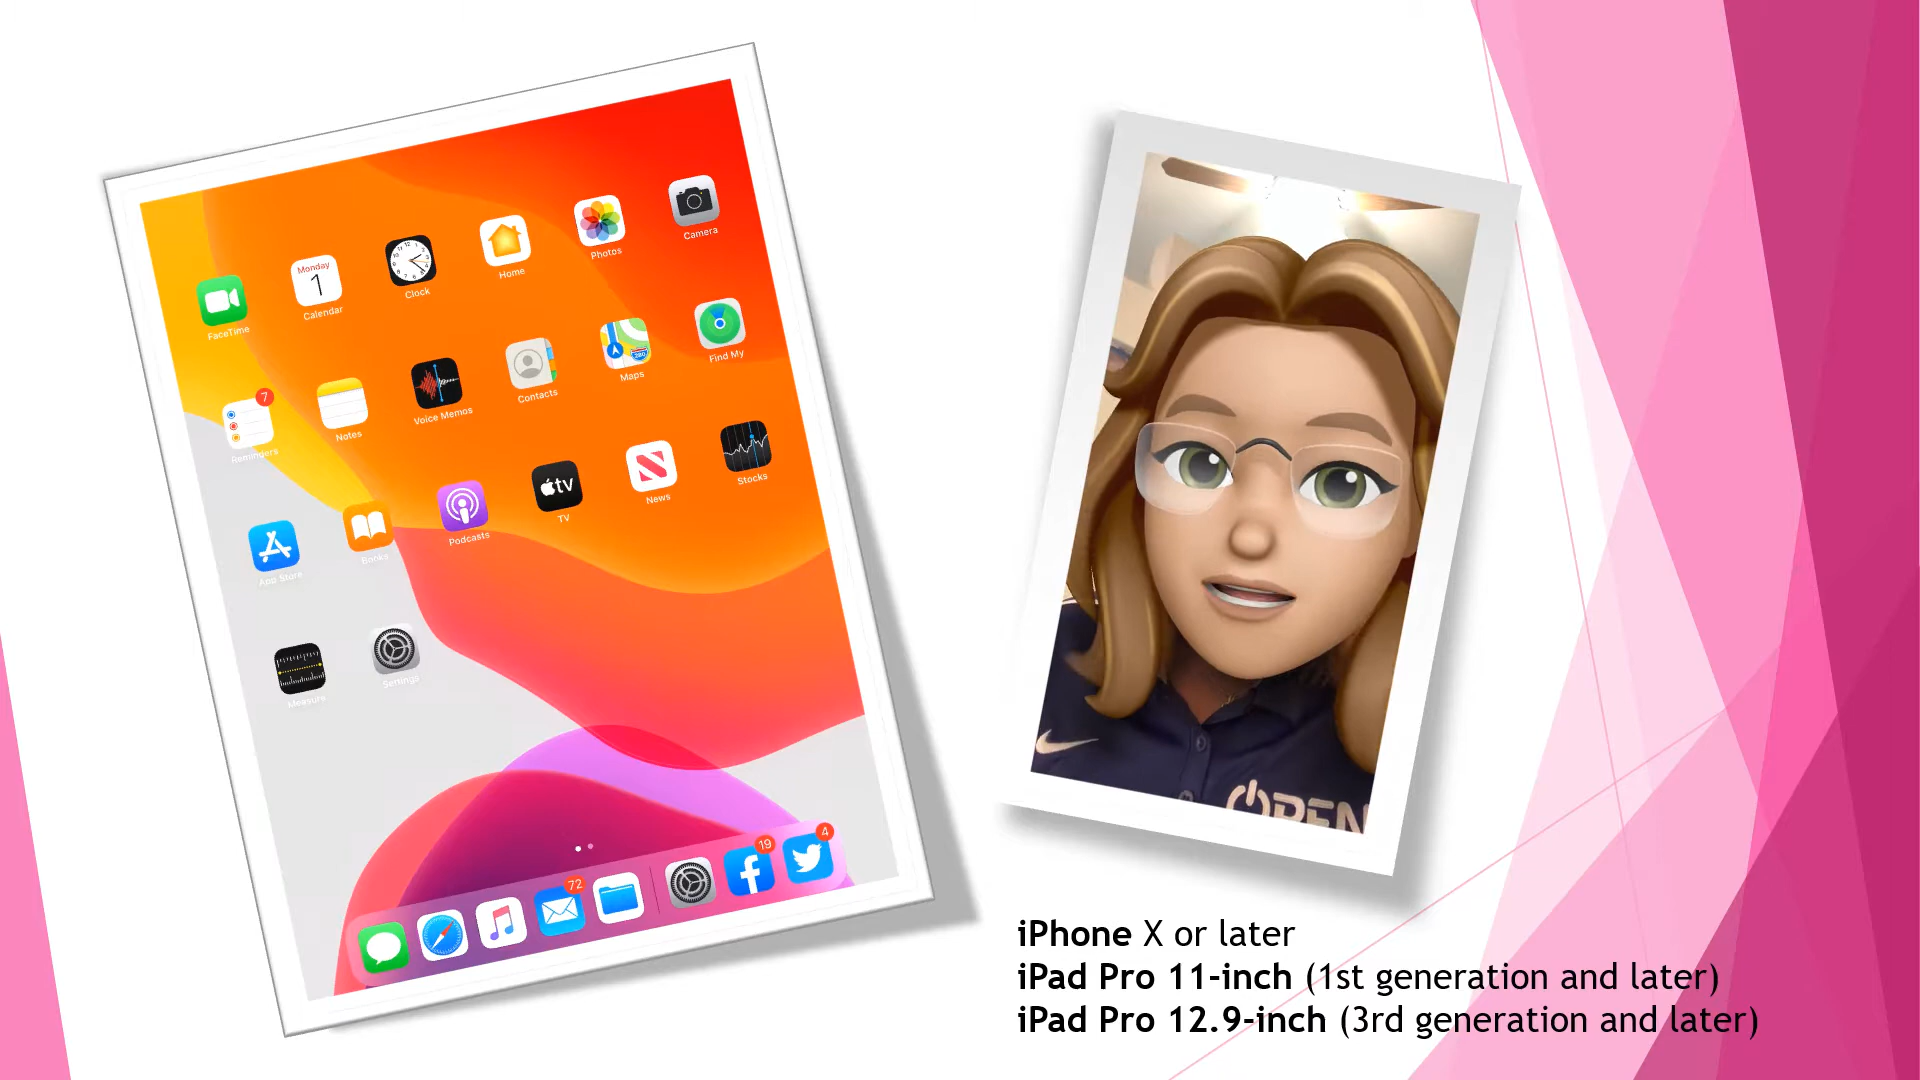 FaceTime
Monday
1
Calendar
Clock
Home
Photos
Camera
7
Reminders
Notes
Voice Memos
Contacts
280
Maps
Find My
App Store
Books
Podcasts
tv
TV
News
Stocks
Measure
Settings
72
19
4
OPEN
iPhone X or later
iPad Pro 11-inch (1st generation and later)
iPad Pro 12.9-inch (3rd generation and later)